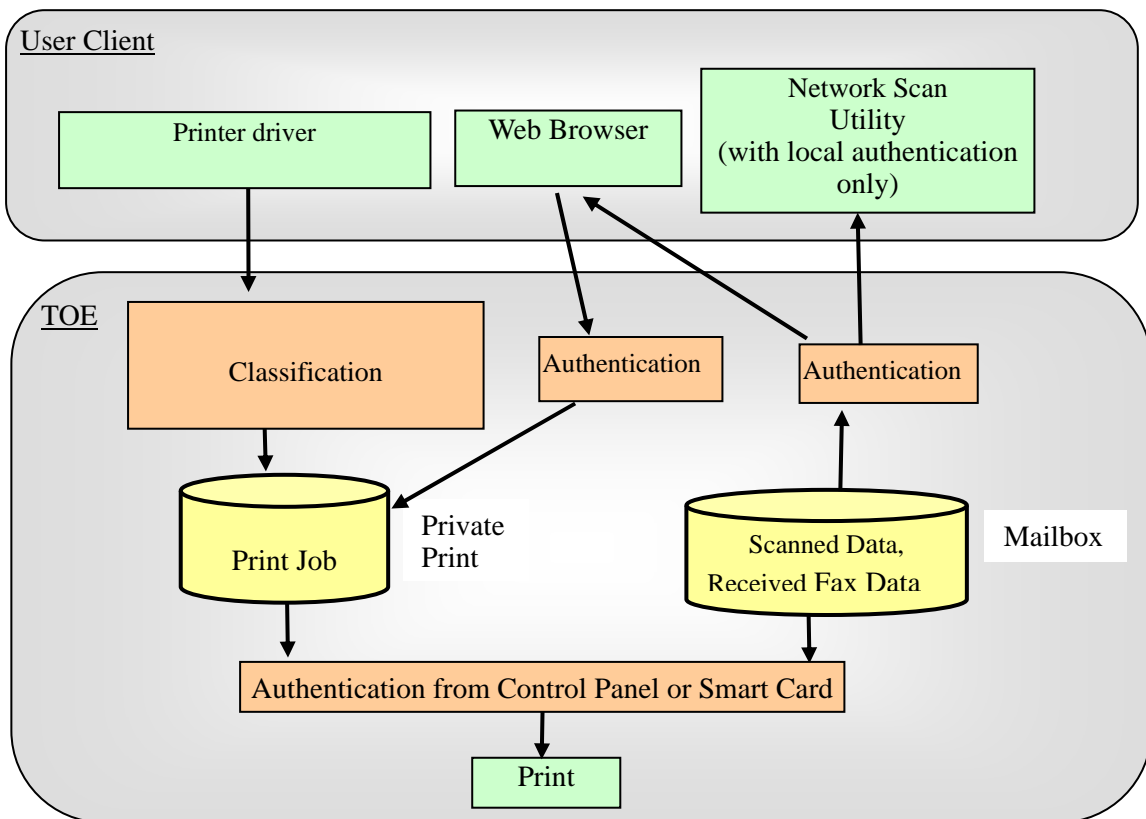 User Client
Printer driver
Web Browser
Network Scan
Utility
(with local authentication
only)
TOE
Classification
Authentication
Authentication
Print Job
Private
Print
Scanned Data,
Received Fax Data
Mailbox
Authentication from Control Panel or Smart Card
Print